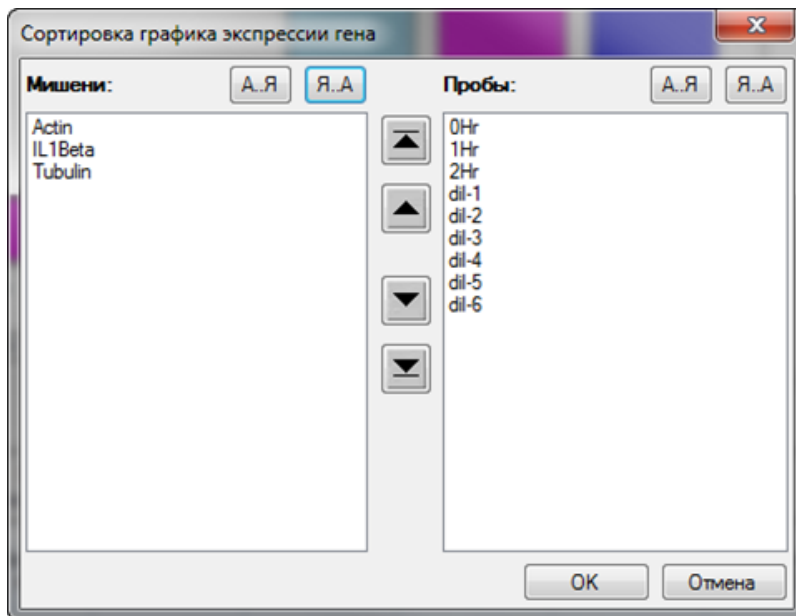 Сортировка графика экспрессии гена
Мишени: А..Я Я..А
Пробы: А..Я Я..А
Actin
IL1Beta
Tubulin
0Hr
1Hr
2Hr
dil-1
dil-2
dil-3
dil-4
dil-5
dil-6
OK Отмена